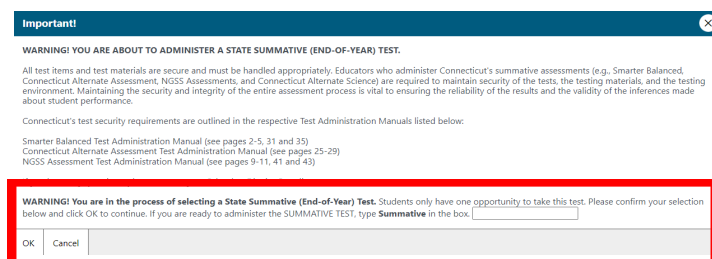 Important!
WARNING! YOU ARE ABOUT TO ADMINISTER A STATE SUMMATIVE (END-OF-YEAR) TEST.
All test items and test materials are secure and must be handled appropriately. Educators who administer Connecticut's summative assessments (e.g., Smarter Balanced,
Connecticut Alternate Assessment, NGSS Assessments, and Connecticut Alternate Science) are required to maintain security of the tests, the testing materials, and the testing
environment. Maintaining the security and integrity of the entire assessment process is vital to ensuring the reliability of the results and the validity of the inferences made
about student performance.
Connecticut's test security requirements are outlined in the respective Test Administration Manuals listed below:
Smarter Balanced Test Administration Manual (see pages 2-5, 31 and 35)
Connecticut Alternate Assessment Test Administration Manual (see pages 25-29)
NGSS Assessment Test Administration Manual (see pages 9-11, 41 and 43)
WARNING! You are in the process of selecting a State Summative (End-of-Year) Test. Students only have one opportunity to take this test. Please confirm your selection
below and click OK to continue. If you are ready to administer the SUMMATIVE TEST, type Summative in the box.
OK Cancel